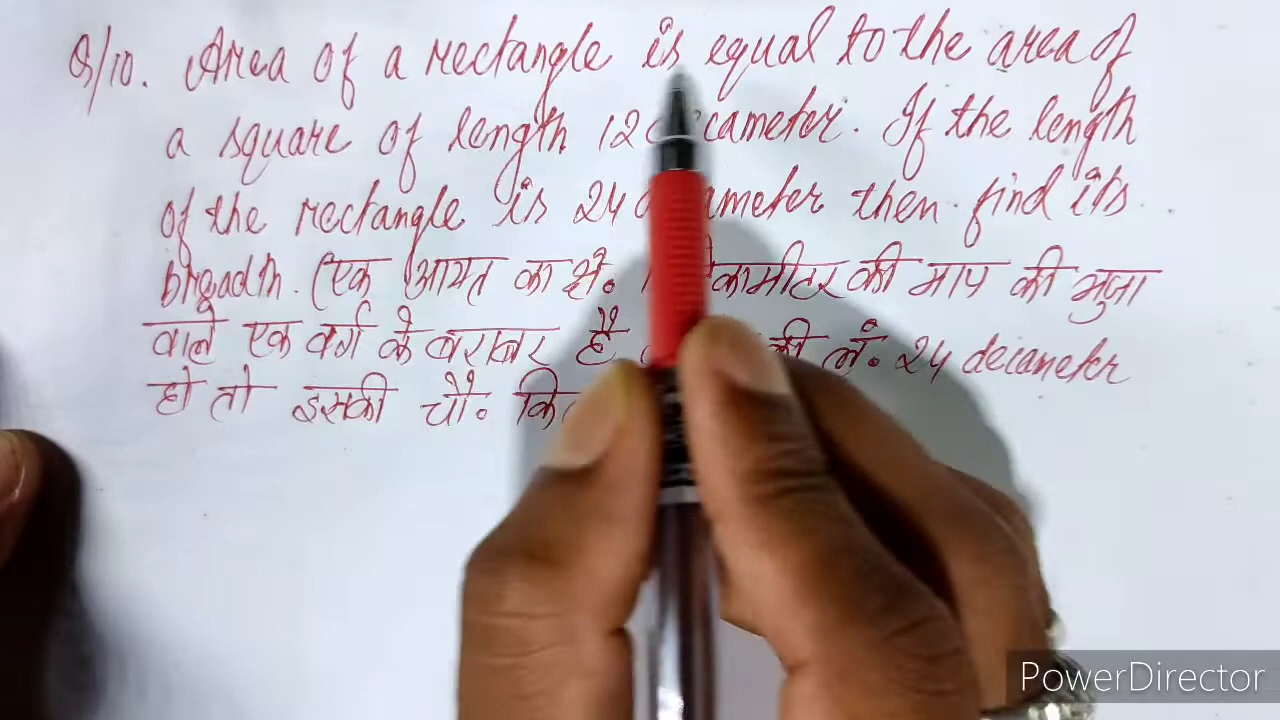 Q/10. Area of a rectangle is equal to the area of
a square of length 12 decameter. If the length
of the rectangle is 24 decameter then find its
breadth. (एक आयत का क्षे० डेकामीटर की माप की भुजा
वाले एक वर्ग के बराबर है की लं० 24 decameter
हो तो इसकी चौ०
PowerDirector